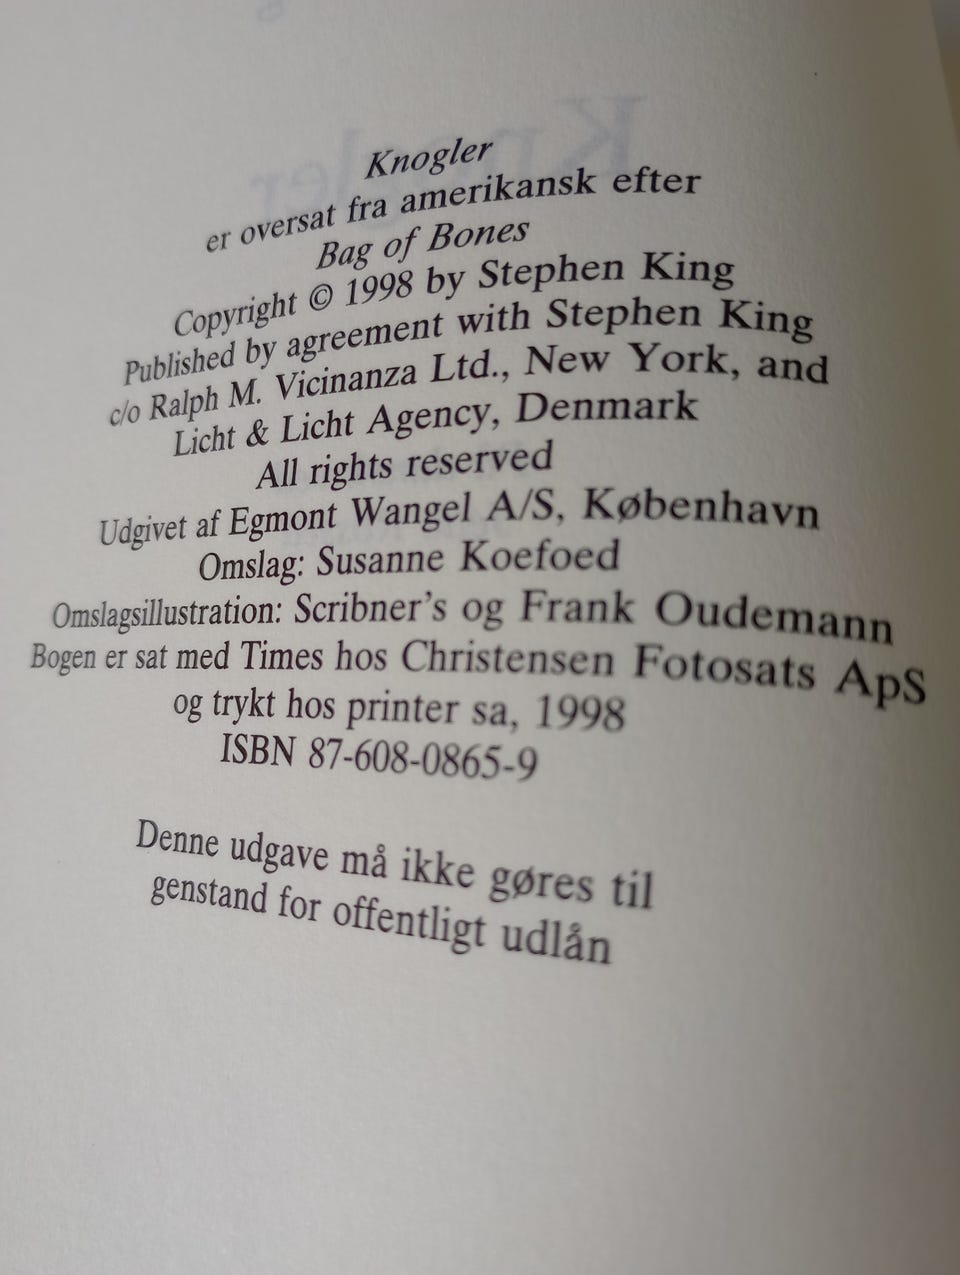 Knogler
er oversat fra amerikansk efter
Bag of Bones
Copyright © 1998 by Stephen King
Published by agreement with Stephen King
c/o Ralph M. Vicinanza Ltd., New York, and
Licht & Licht Agency, Denmark
All rights reserved
Udgivet af Egmont Wangel A/S, København
Omslag: Susanne Koefoed
Omslagsillustration: Scribner's og Frank Oudemann
Bogen er sat med Times hos Christensen Fotosats ApS
og trykt hos printer sa, 1998
ISBN 87-608-0865-9
Denne udgave må ikke gøres til
genstand for offentligt udlån